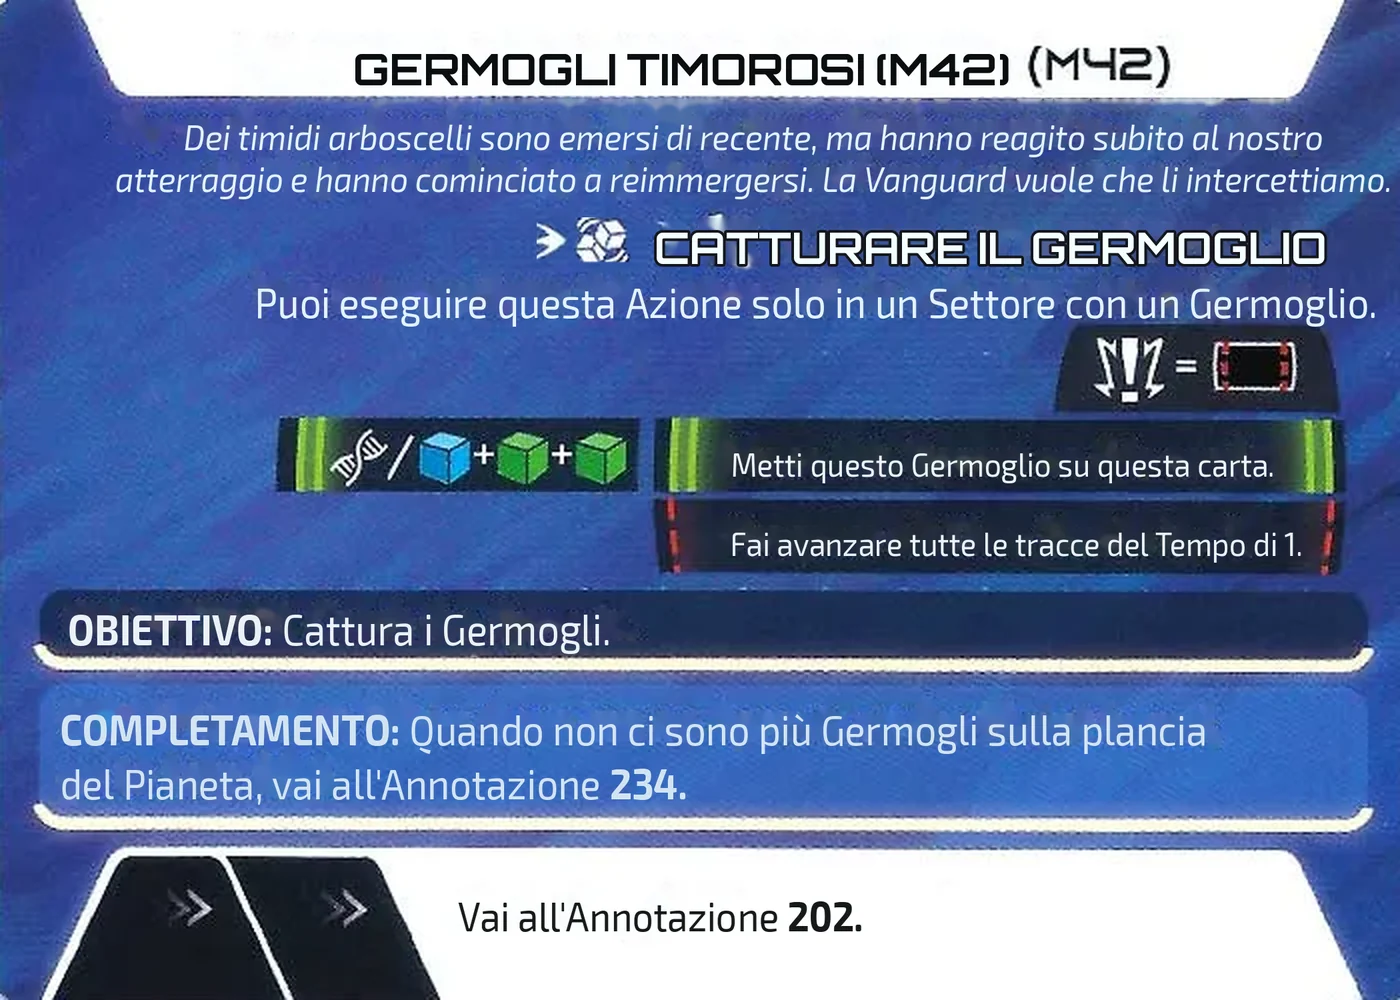 GERMOGLI TIMOROSI (M42) (M42)
Dei timidi arboscelli sono emersi di recente, ma hanno reagito subito al nostro
atterraggio e hanno cominciato a reimmergersi. La Vanguard vuole che li intercettiamo.
CATTURARE IL GERMOGLIO
Puoi eseguire questa Azione solo in un Settore con un Germoglio.
! =
/ + +
Metti questo Germoglio su questa carta.
Fai avanzare tutte le tracce del Tempo di 1.
OBIETTIVO: Cattura i Germogli.
COMPLETAMENTO: Quando non ci sono più Germogli sulla plancia
del Pianeta, vai all'Annotazione 234.
Vai all'Annotazione 202.